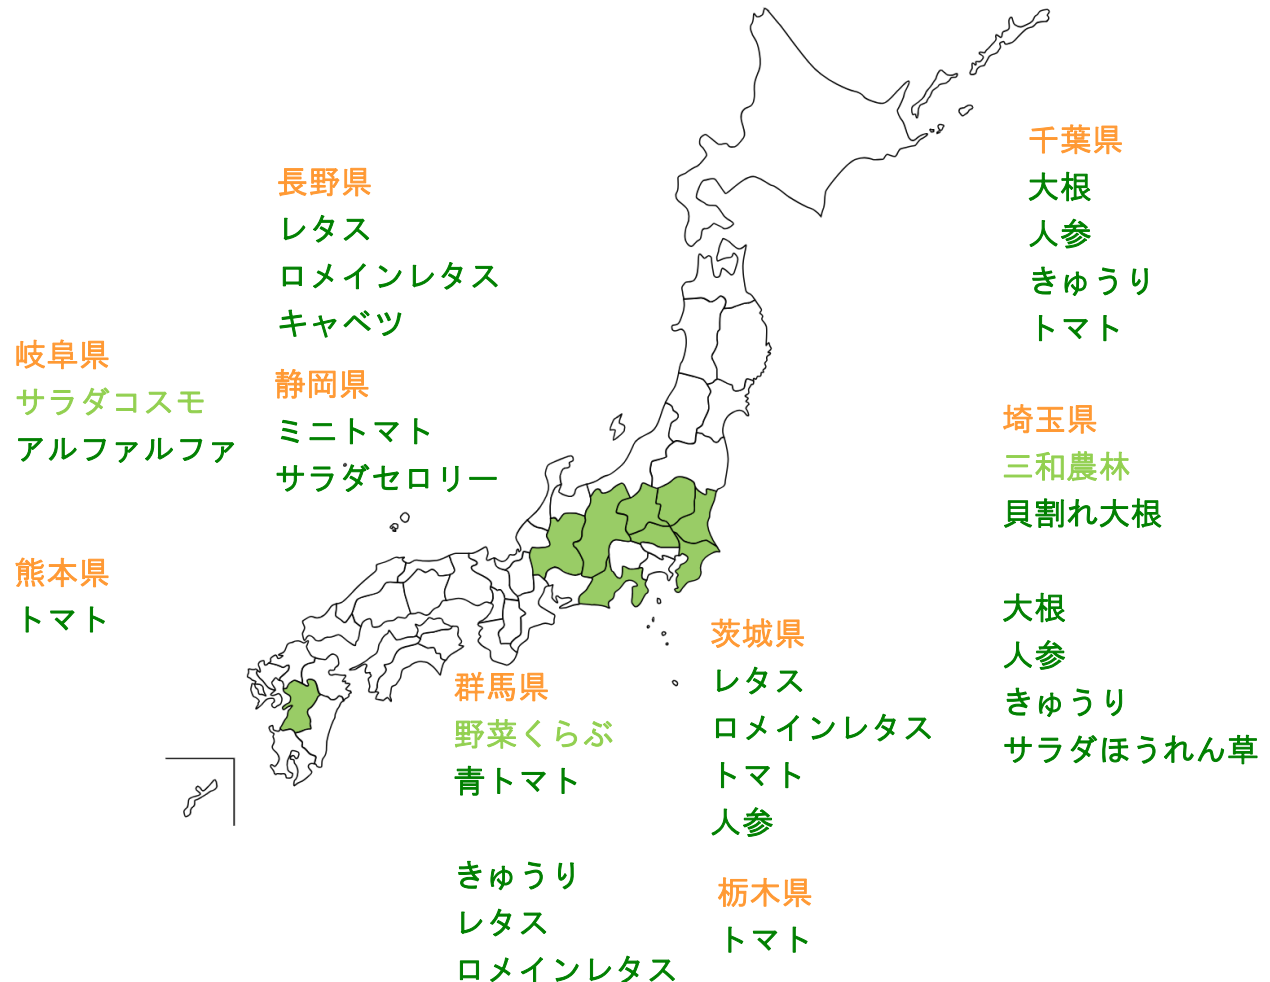 千葉県
大根
人参
きゅうり
トマト
長野県
レタス
ロメインレタス
キャベツ
岐阜県
サラダコスモ
アルファルファ
静岡県
ミニトマト
サラダセロリー
埼玉県
三和農林
貝割れ大根
大根
人参
きゅうり
サラダほうれん草
熊本県
トマト
茨城県
レタス
ロメインレタス
トマト
人参
群馬県
野菜くらぶ
青トマト
きゅうり
レタス
ロメインレタス
栃木県
トマト